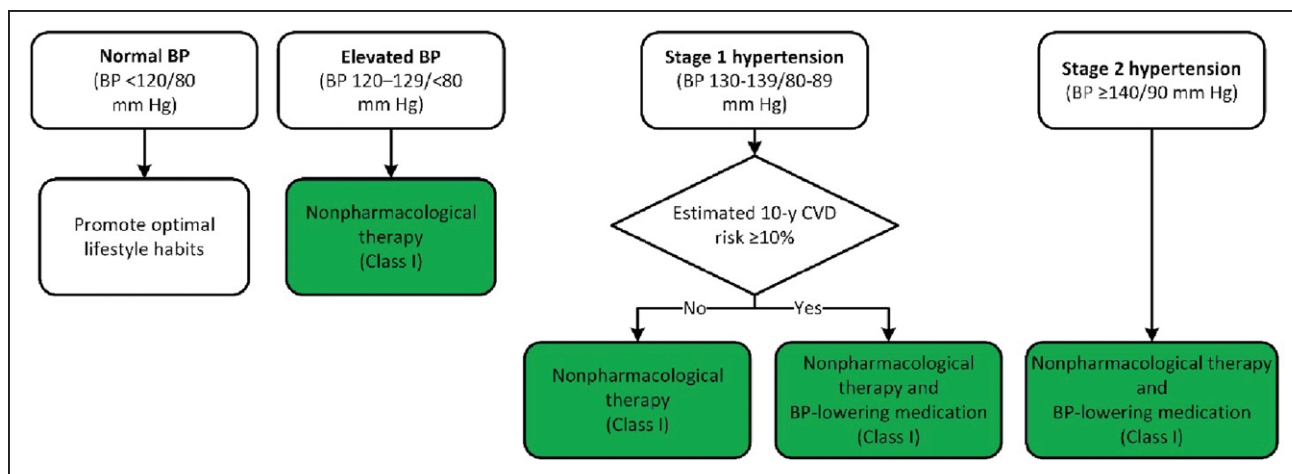 Normal BP
(BP <120/80
mm Hg)
Elevated BP
(BP 120–129/<80
mm Hg)
Stage 1 hypertension
(BP 130-139/80-89
mm Hg)
Stage 2 hypertension
(BP ≥140/90 mm Hg)
Promote optimal
lifestyle habits
Nonpharmacological
therapy
(Class I)
Estimated 10-y CVD
risk ≥10%
No
Yes
Nonpharmacological
therapy
(Class I)
Nonpharmacological
therapy and
BP-lowering medication
(Class I)
Nonpharmacological therapy
and
BP-lowering medication
(Class I)